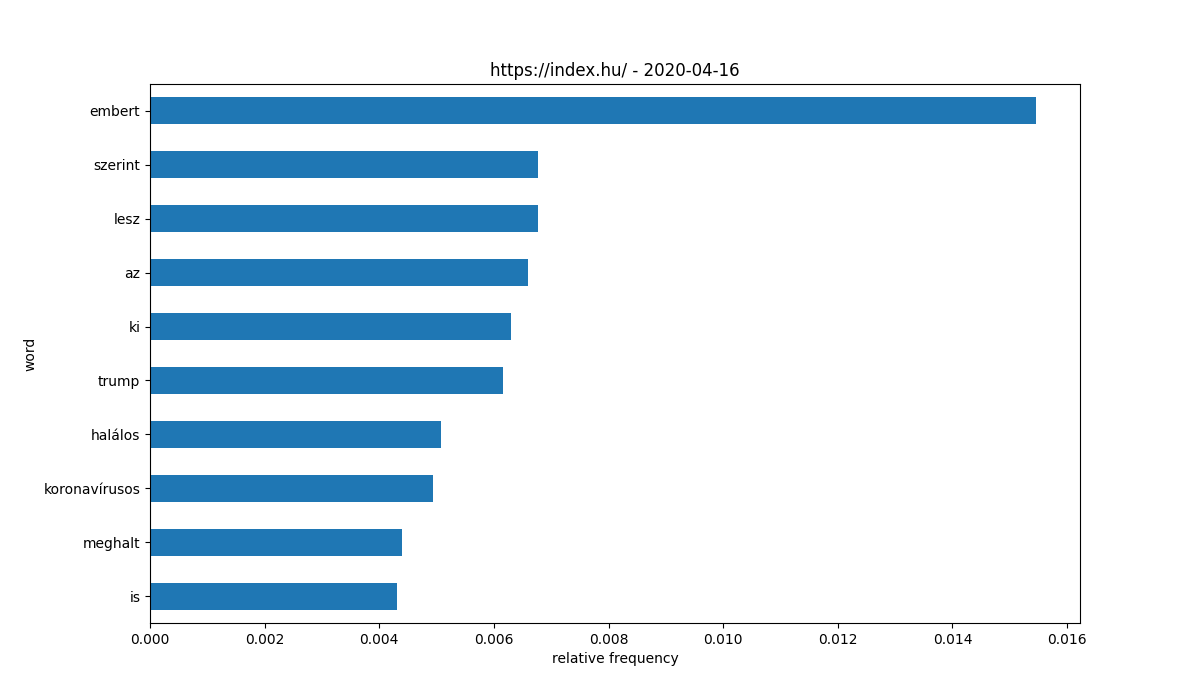 https://index.hu/ - 2020-04-16
embert
szerint
lesz
az
ki
trump
halálos
koronavírusos
meghalt
is
word
0.000 0.002 0.004 0.006 0.008 0.010 0.012 0.014 0.016
relative frequency